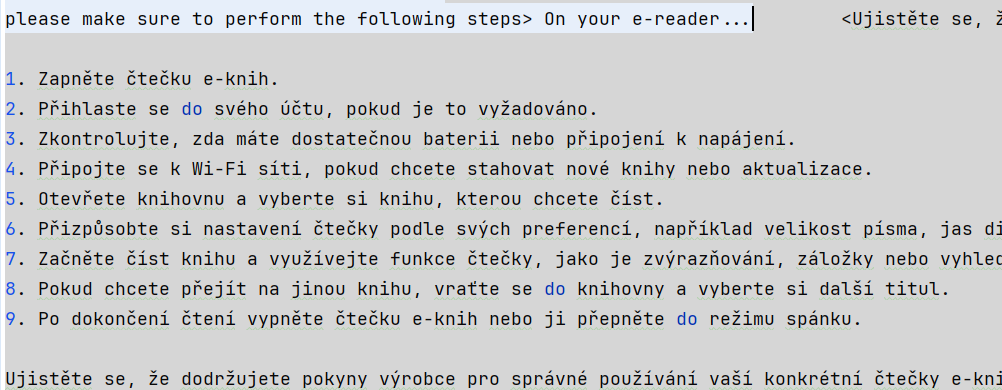 please make sure to perform the following steps> On your e-reader... <Ujistěte se,
1. Zapněte čtečku e-knih.
2. Přihlaste se do svého účtu, pokud je to vyžadováno.
3. Zkontrolujte, zda máte dostatečnou baterii nebo připojení k napájení.
4. Připojte se k Wi-Fi síti, pokud chcete stahovat nové knihy nebo aktualizace.
5. Otevřete knihovnu a vyberte si knihu, kterou chcete číst.
6. Přizpůsobte si nastavení čtečky podle svých preferencí, například velikost písma, jas
7. Začněte číst knihu a využívejte funkce čtečky, jako je zvýrazňování, záložky nebo
8. Pokud chcete přejít na jinou knihu, vraťte se do knihovny a vyberte si další titul.
9. Po dokončení čtení vypněte čtečku e-knih nebo ji přepněte do režimu spánku.
Ujistěte se, že dodržujete pokyny výrobce pro správné používání vaší konkrétní čtečky